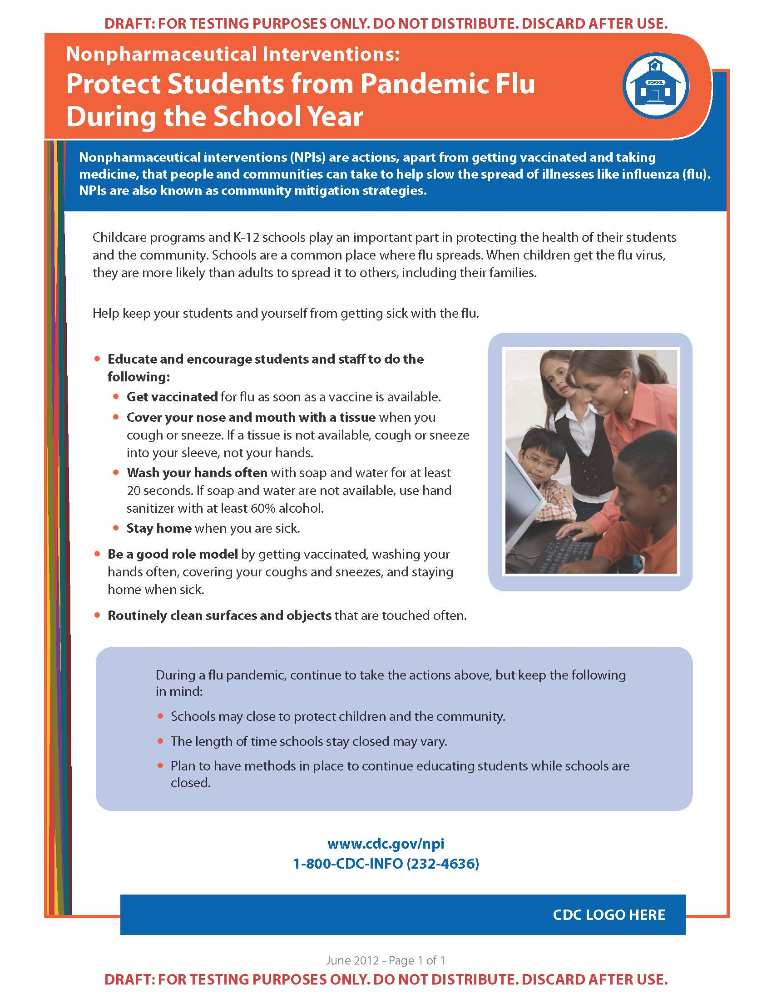 DRAFT: FOR TESTING PURPOSES ONLY. DO NOT DISTRIBUTE. DISCARD AFTER USE.
Nonpharmaceutical Interventions:
Protect Students from Pandemic Flu
During the School Year
SCHOOL
Nonpharmaceutical interventions (NPIs) are actions, apart from getting vaccinated and taking
medicine, that people and communities can take to help slow the spread of illnesses like influenza (flu).
NPIs are also known as community mitigation strategies.
Childcare programs and K-12 schools play an important part in protecting the health of their students
and the community. Schools are a common place where flu spreads. When children get the flu virus,
they are more likely than adults to spread it to others, including their families.
Help keep your students and yourself from getting sick with the flu.
• Educate and encourage students and staff to do the
following:
• Get vaccinated for flu as soon as a vaccine is available.
• Cover your nose and mouth with a tissue when you
cough or sneeze. If a tissue is not available, cough or sneeze
into your sleeve, not your hands.
• Wash your hands often with soap and water for at least
20 seconds. If soap and water are not available, use hand
sanitizer with at least 60% alcohol.
• Stay home when you are sick.
• Be a good role model by getting vaccinated, washing your
hands often, covering your coughs and sneezes, and staying
home when sick.
• Routinely clean surfaces and objects that are touched often.
During a flu pandemic, continue to take the actions above, but keep the following
in mind:
• Schools may close to protect children and the community.
• The length of time schools stay closed may vary.
• Plan to have methods in place to continue educating students while schools are
closed.
www.cdc.gov/npi
1-800-CDC-INFO (232-4636)
CDC LOGO HERE
June 2012 - Page 1 of 1
DRAFT: FOR TESTING PURPOSES ONLY. DO NOT DISTRIBUTE. DISCARD AFTER USE.